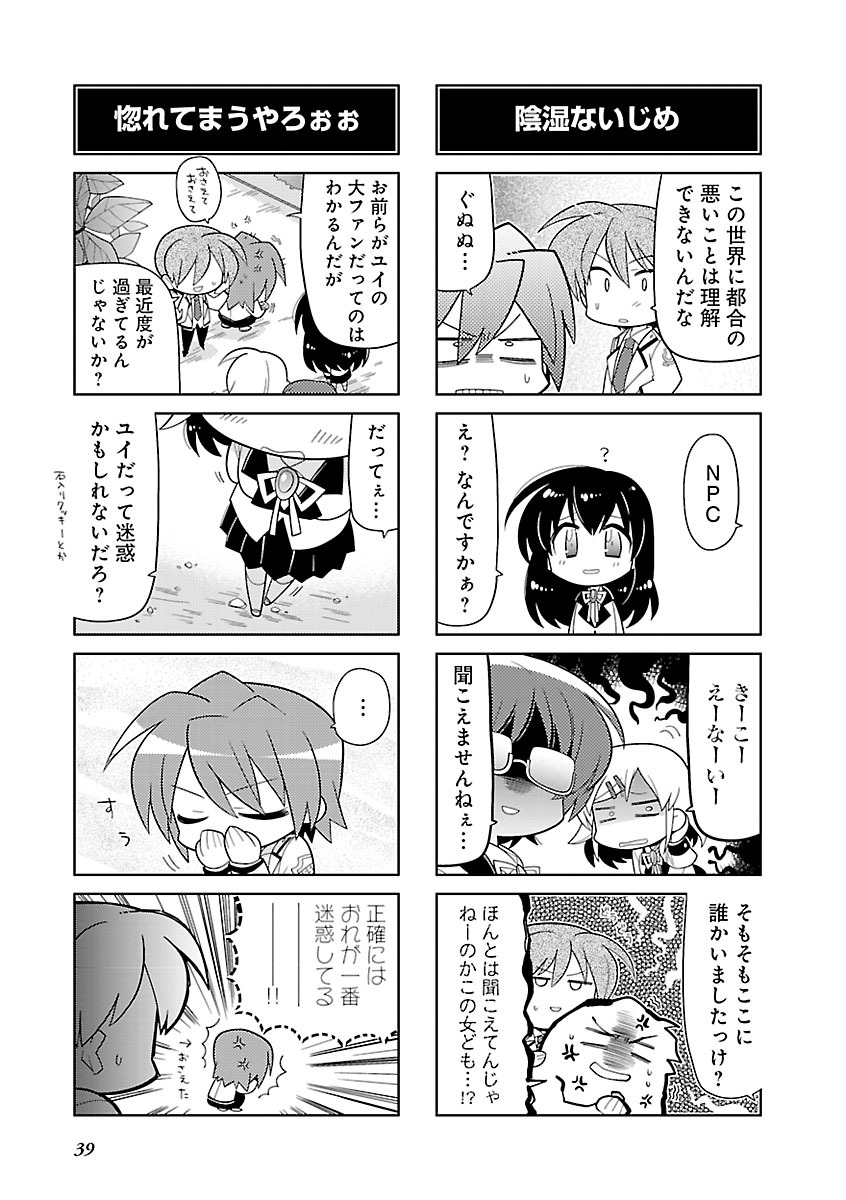 陰湿ないじめ
この世界に都合の
悪いことは理解
できないんだな
ぐぬぬ…
NPC
?
え?なんですかぁ?
きーこー
えーなーいー
聞こえませんねぇ…
そもそもここに
誰かいましたっけ?
ほんとは聞こえてんじゃ
ねーのかこの女ども…!?
惚れてまうやろぉぉ
お前らがユイの
大ファンだってのは
わかるんだが
おさえて
おさえて
最近度が
過ぎてるん
じゃないか?
だってぇ…
ユイだって迷惑
かもしれないだろ?
石入りクッキーとか
…
すぅ
正確には
おれが一番
迷惑してる
――!!
→おさえた
39